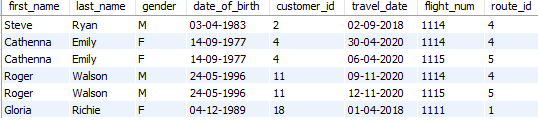 first_name last_name gender date_of_birth customer_id travel_date flight_num route_id
Steve Ryan M 03-04-1983 2 02-09-2018 1114 4
Cathenna Emily F 14-09-1977 4 30-04-2020 1114 4
Cathenna Emily F 14-09-1977 4 06-04-2020 1115 5
Roger Walson M 24-05-1996 11 09-11-2020 1114 4
Roger Walson M 24-05-1996 11 12-11-2020 1115 5
Gloria Richie F 04-12-1989 18 01-04-2018 1111 1